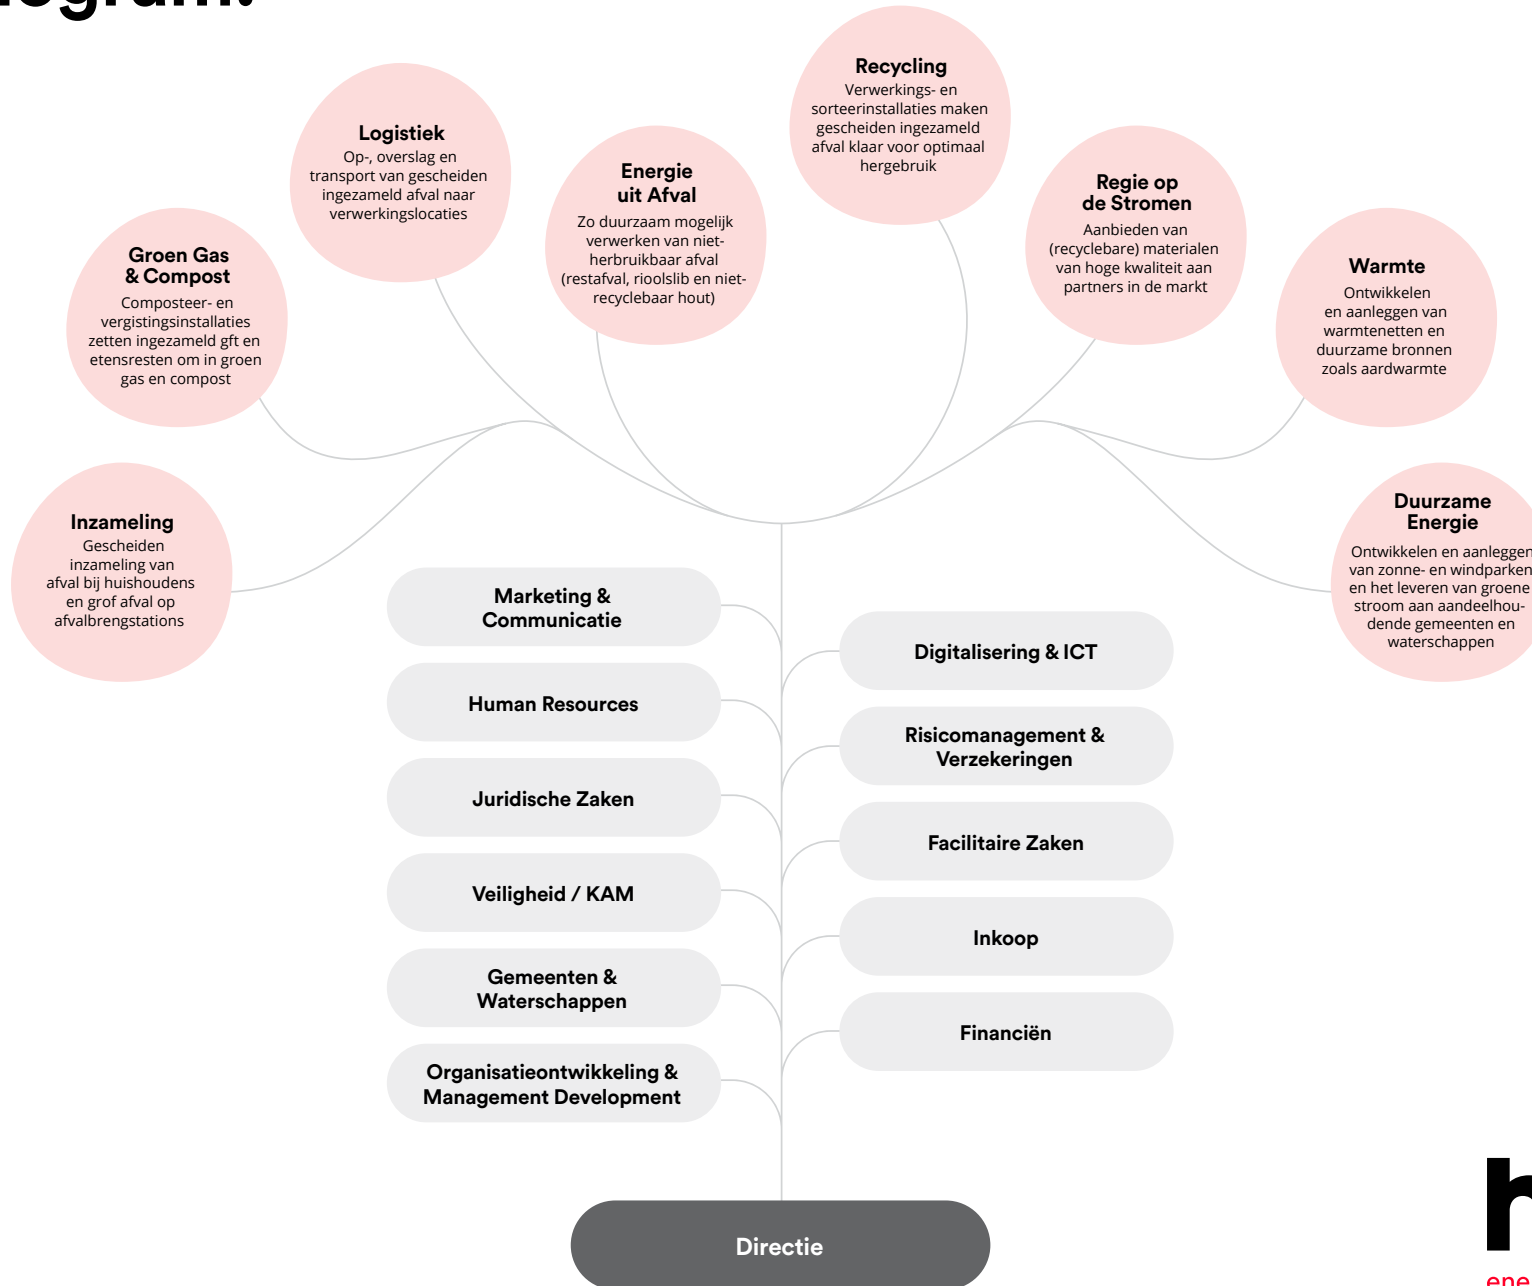 Recycling
Verwerkings- en
sorteerinstallaties maken
gescheiden ingezameld
afval klaar voor optimaal
hergebruik
Logistiek
Op-, overslag en
transport van gescheiden
ingezameld afval naar
verwerkingslocaties
Energie
uit Afval
Zo duurzaam mogelijk
verwerken van niet-
herbruikbaar afval
(restafval, rioolslib en niet-
recyclebaar hout)
Regie op
de Stromen
Aanbieden van
(recyclebare) materialen
van hoge kwaliteit aan
partners in de markt
Groen Gas
& Compost
Composteer- en
vergistingsinstallaties
zetten ingezameld gft en
etensresten om in groen
gas en compost
Warmte
Ontwikkelen
en aanleggen van
warmtenetten en
duurzame bronnen
zoals aardwarmte
Inzameling
Gescheiden
inzameling van
afval bij huishoudens
en grof afval op
afvalbrengstations
Duurzame
Energie
Ontwikkelen en aanleggen
van zonne- en windparken
en het leveren van groene
stroom aan aandeelhou-
dende gemeenten en
waterschappen
Marketing &
Communicatie
Human Resources
Juridische Zaken
Veiligheid / KAM
Gemeenten &
Waterschappen
Organisatieontwikkeling &
Management Development
Digitalisering & ICT
Risicomanagement &
Verzekeringen
Facilitaire Zaken
Inkoop
Financiën
Directie